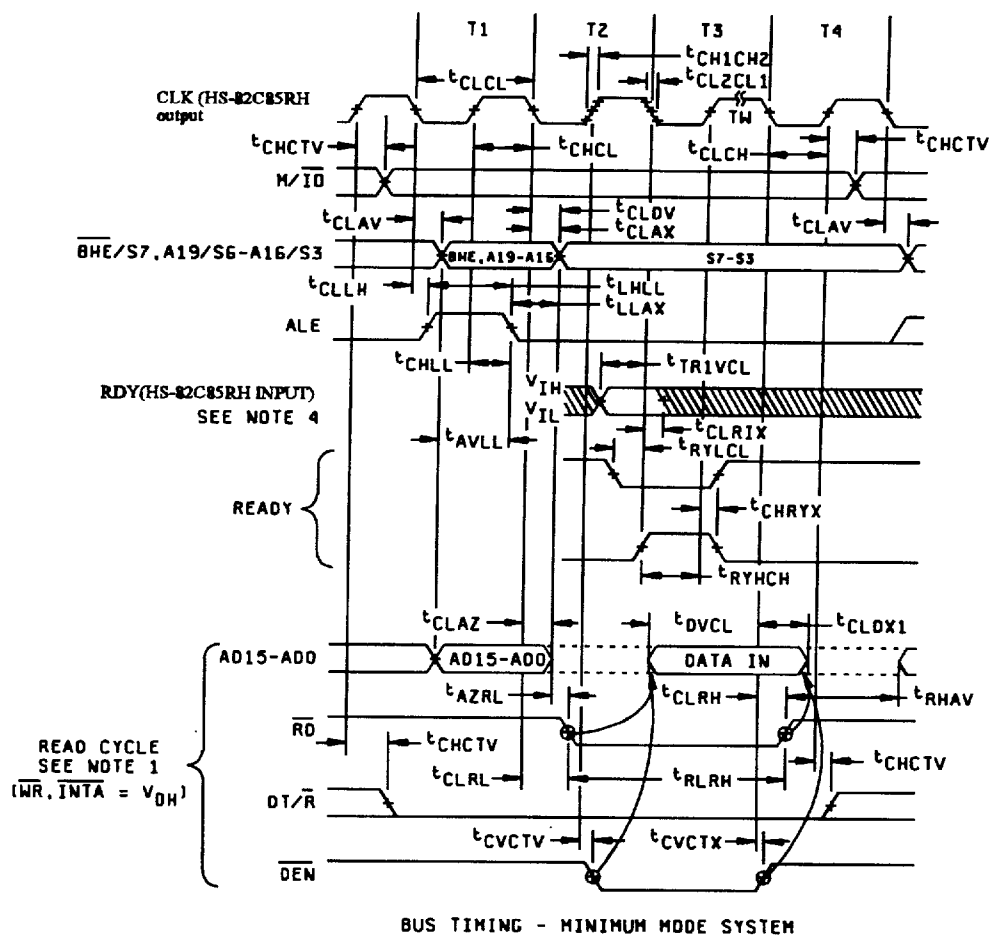 T1 T2 T3 T4
tCH1CH2
tCLCL
tCL2CL1
CLK (HS-82C85RH
output
TW
tCHCTV
tCHCL
tCLCH
tCHCTV
M/IO
tCLAV
tCLDV
tCLAX
tCLAV
BHE/S7,A19/S6-A16/S3
BHE,A19-A16
S7-S3
tCLLH
tLHLL
tLLAX
ALE
tCHLL
tTR1VCL
RDY(HS-82C85RH INPUT)
SEE NOTE 4
VIH
VIL
tCLRIX
tAVLL
tRYLCL
READY
tCHRYX
tRYHCH
tCLAZ
tDVCL
tCLDX1
AD15-AD0
AD15-AD0
DATA IN
tAZRL
tCLRH
tRHAV
RD
READ CYCLE
SEE NOTE 1
(WR,INTA = VOH)
tCHCTV
tCLRL
tRLRH
tCHCTV
DT/R
tCVCTV
tCVCTX
DEN
BUS TIMING - MINIMUM MODE SYSTEM